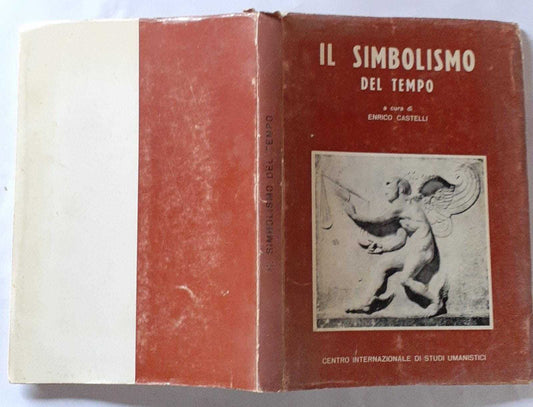 IL SIMBOLISMO
DEL TEMPO
a cura di
ENRICO CASTELLI
CENTRO INTERNAZIONALE DI STUDI UMANISTICI
IL SIMBOLISMO DEL TEMPO